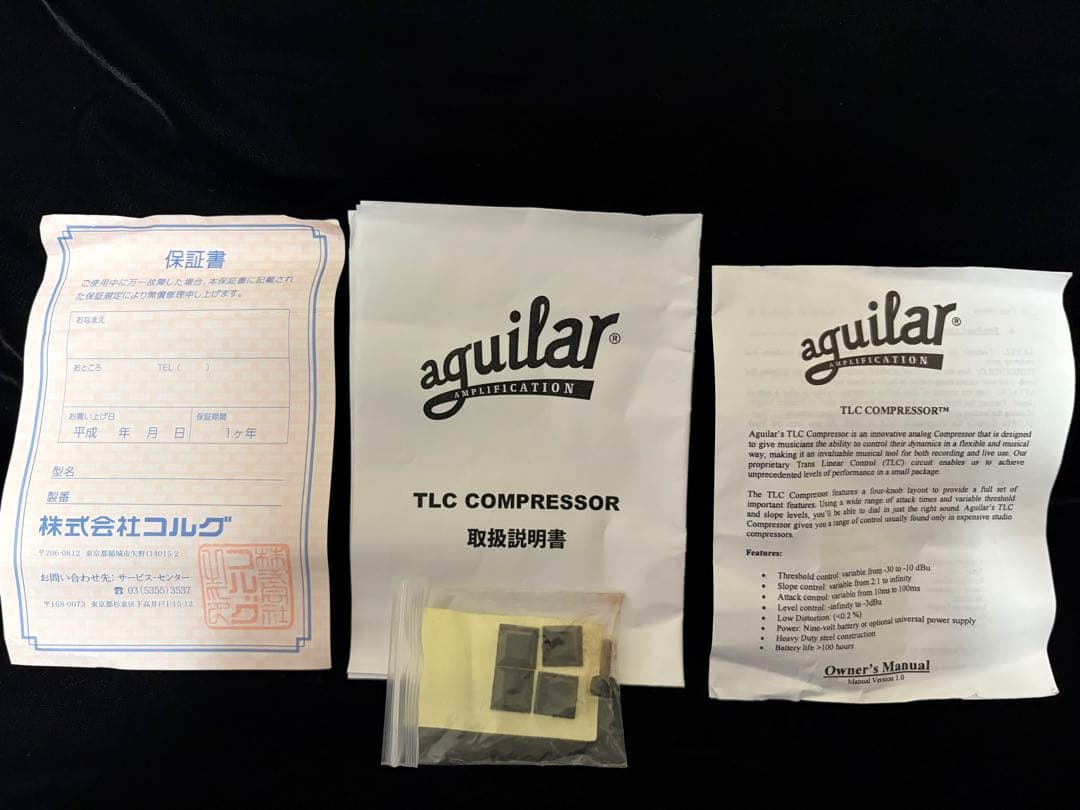 保証書
ご使用中に万一故障した場合、本保証書に記載され
た保証規定により無償修理申し上げます。
おなまえ
おところ TEL ( )
お買い上げ日 保証期間
平成 年 月 日 1ヶ年
型名
製番
株式会社コルグ
〒206-0812 東京都稲城市矢野口4015-2
お問い合わせ先: サービス・センター
☎ 03(5355)3537
〒168-0073 東京都杉並区下高井戸1-15-12
株式会社
コルグ
之印
aguilar®
AMPLIFICATION
TLC COMPRESSOR
取扱説明書
aguilar®
AMPLIFICATION
TLC COMPRESSOR™
Aguilar's TLC Compressor is an innovative analog Compressor that is designed
to give musicians the ability to control their dynamics in a flexible and musical
way, making it an invaluable musical tool for both recording and live use. Our
proprietary Trans Linear Control (TLC) circuit enables us to achieve
unprecedented levels of performance in a small package.
The TLC Compressor features a four-knob layout to provide a full set of
important features. Using a wide range of attack times and variable threshold
and slope levels, you'll be able to dial in just the right sound. Aguilar's TLC
Compressor gives you a range of control usually found only in expensive studio
compressors.
Features:
• Threshold control: variable from -30 to -10 dBu
• Slope control: variable from 2:1 to infinity
• Attack control: variable from 10ms to 100ms
• Level control: -infinity to -3dBu
• Low Distortion: (<0.2 %)
• Power: Nine-volt battery or optional universal power supply
• Heavy Duty steel construction
• Battery life >100 hours
Owner's Manual
Manual Version 1.0